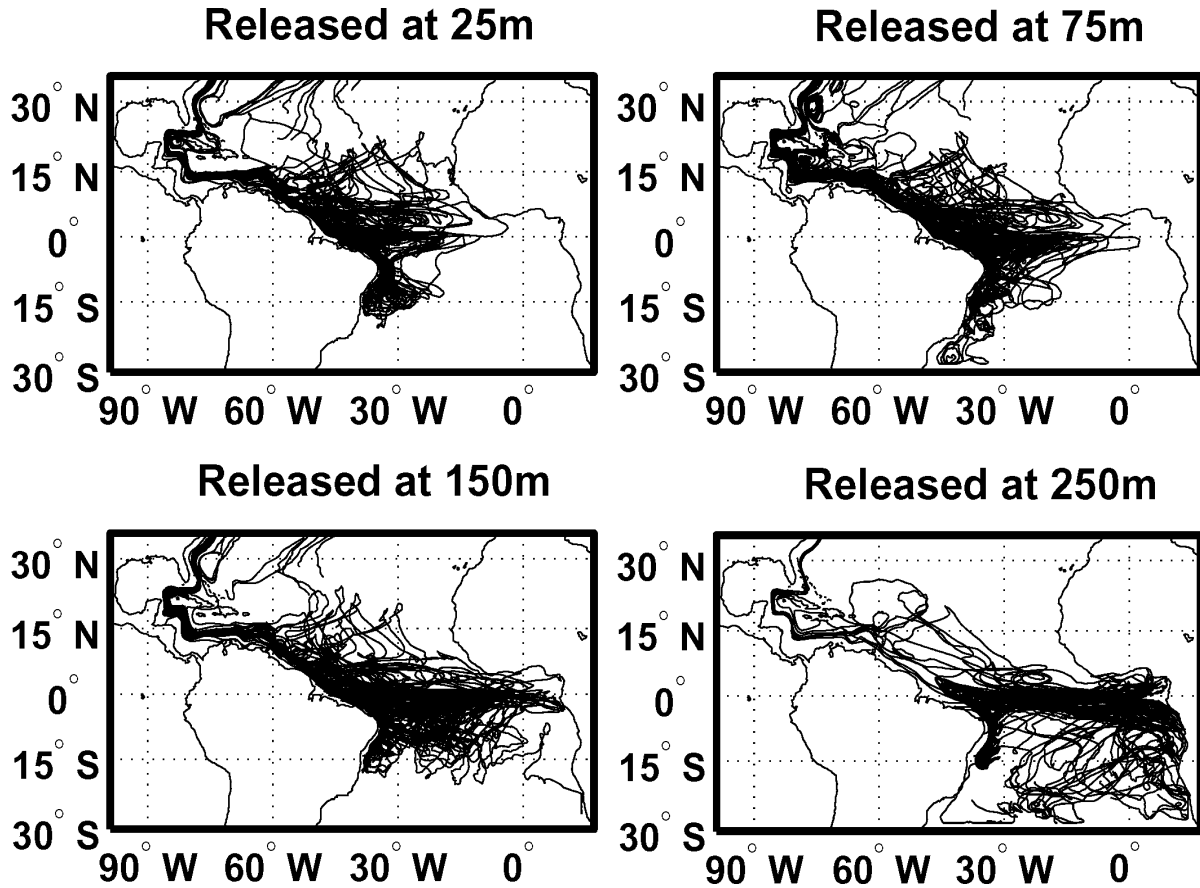 Released at 25m
Released at 75m
30° N
15° N
0°
15° S
30° S
90° W 60° W 30° W 0°
30° N
15° N
0°
15° S
30° S
90° W 60° W 30° W 0°
Released at 150m
Released at 250m
30° N
15° N
0°
15° S
30° S
90° W 60° W 30° W 0°
30° N
15° N
0°
15° S
30° S
90° W 60° W 30° W 0°